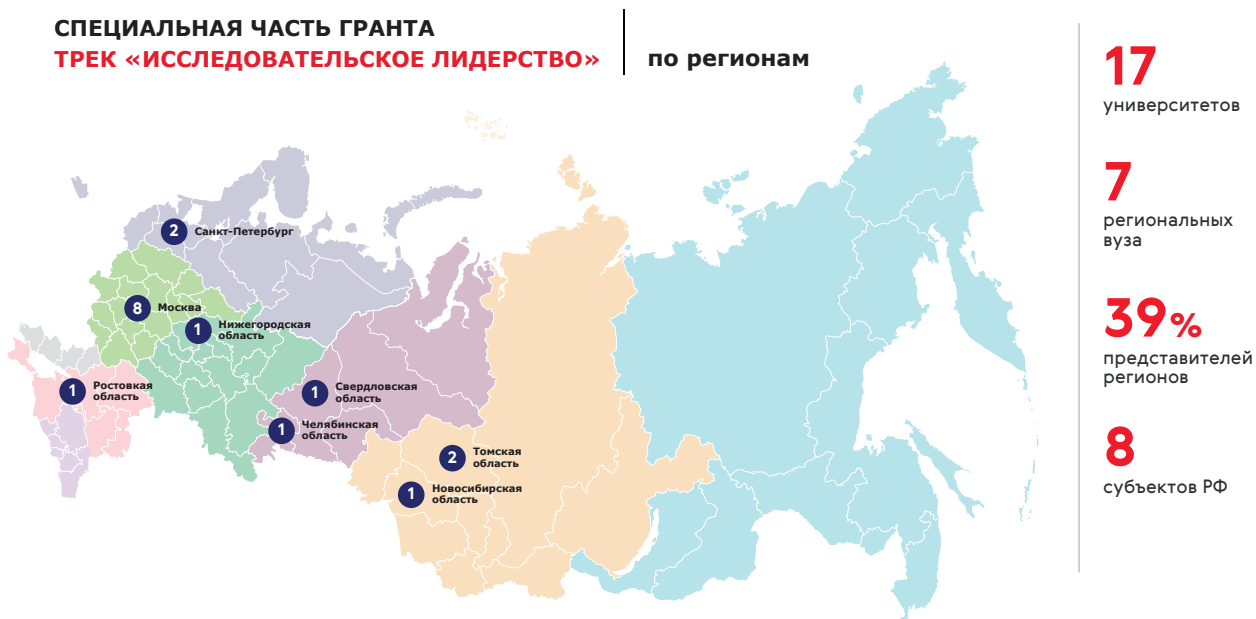 СПЕЦИАЛЬНАЯ ЧАСТЬ ГРАНТА
ТРЕК «ИССЛЕДОВАТЕЛЬСКОЕ ЛИДЕРСТВО»
по регионам
2 Санкт-Петербург
8 Москва
1 Нижегородская
область
1 Ростовкая
область
1 Свердловская
область
1 Челябинская
область
2 Томская
область
1 Новосибирская
область
17
университетов
7
региональных
вуза
39%
представителей
регионов
8
субъектов РФ